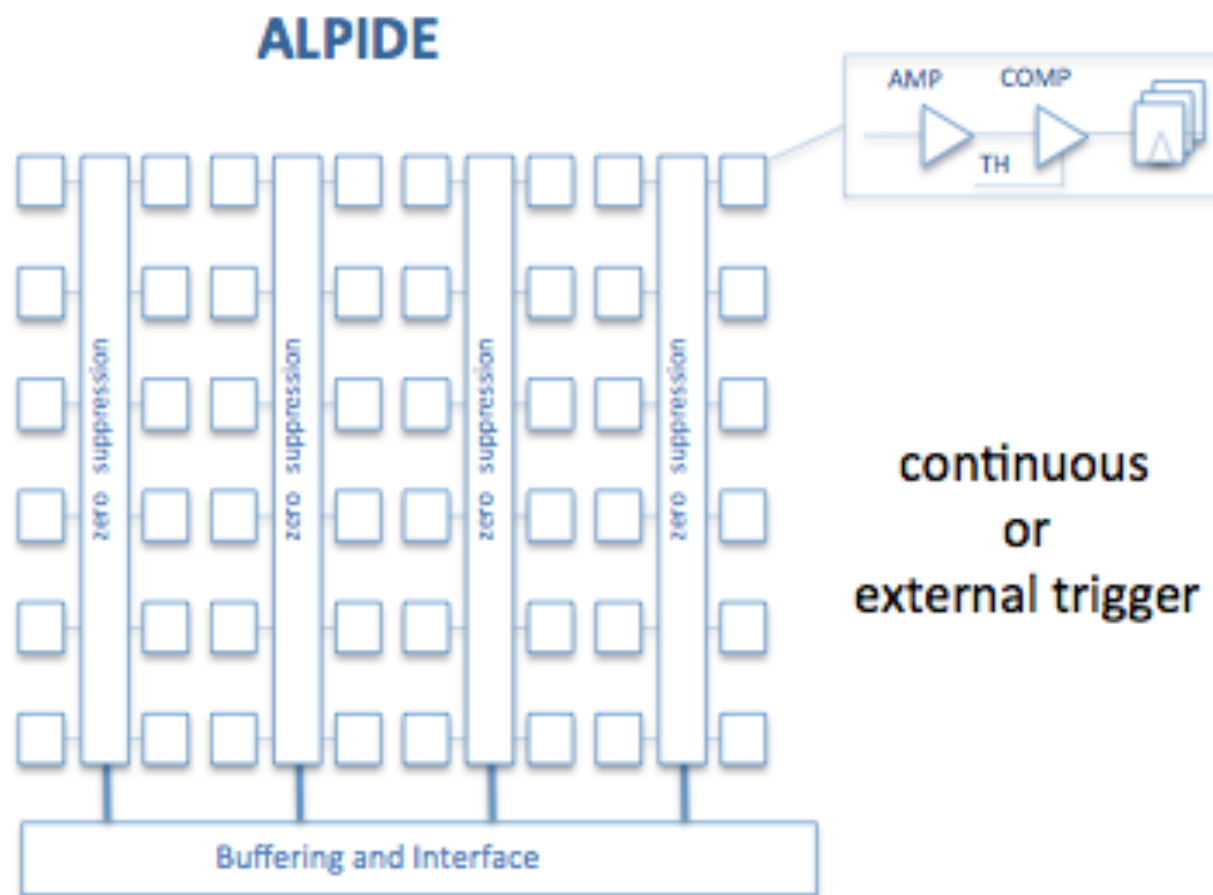 ALPIDE
AMP
COMP
TH
zero suppression
zero suppression
zero suppression
zero suppression
continuous
or
external trigger
Buffering and Interface